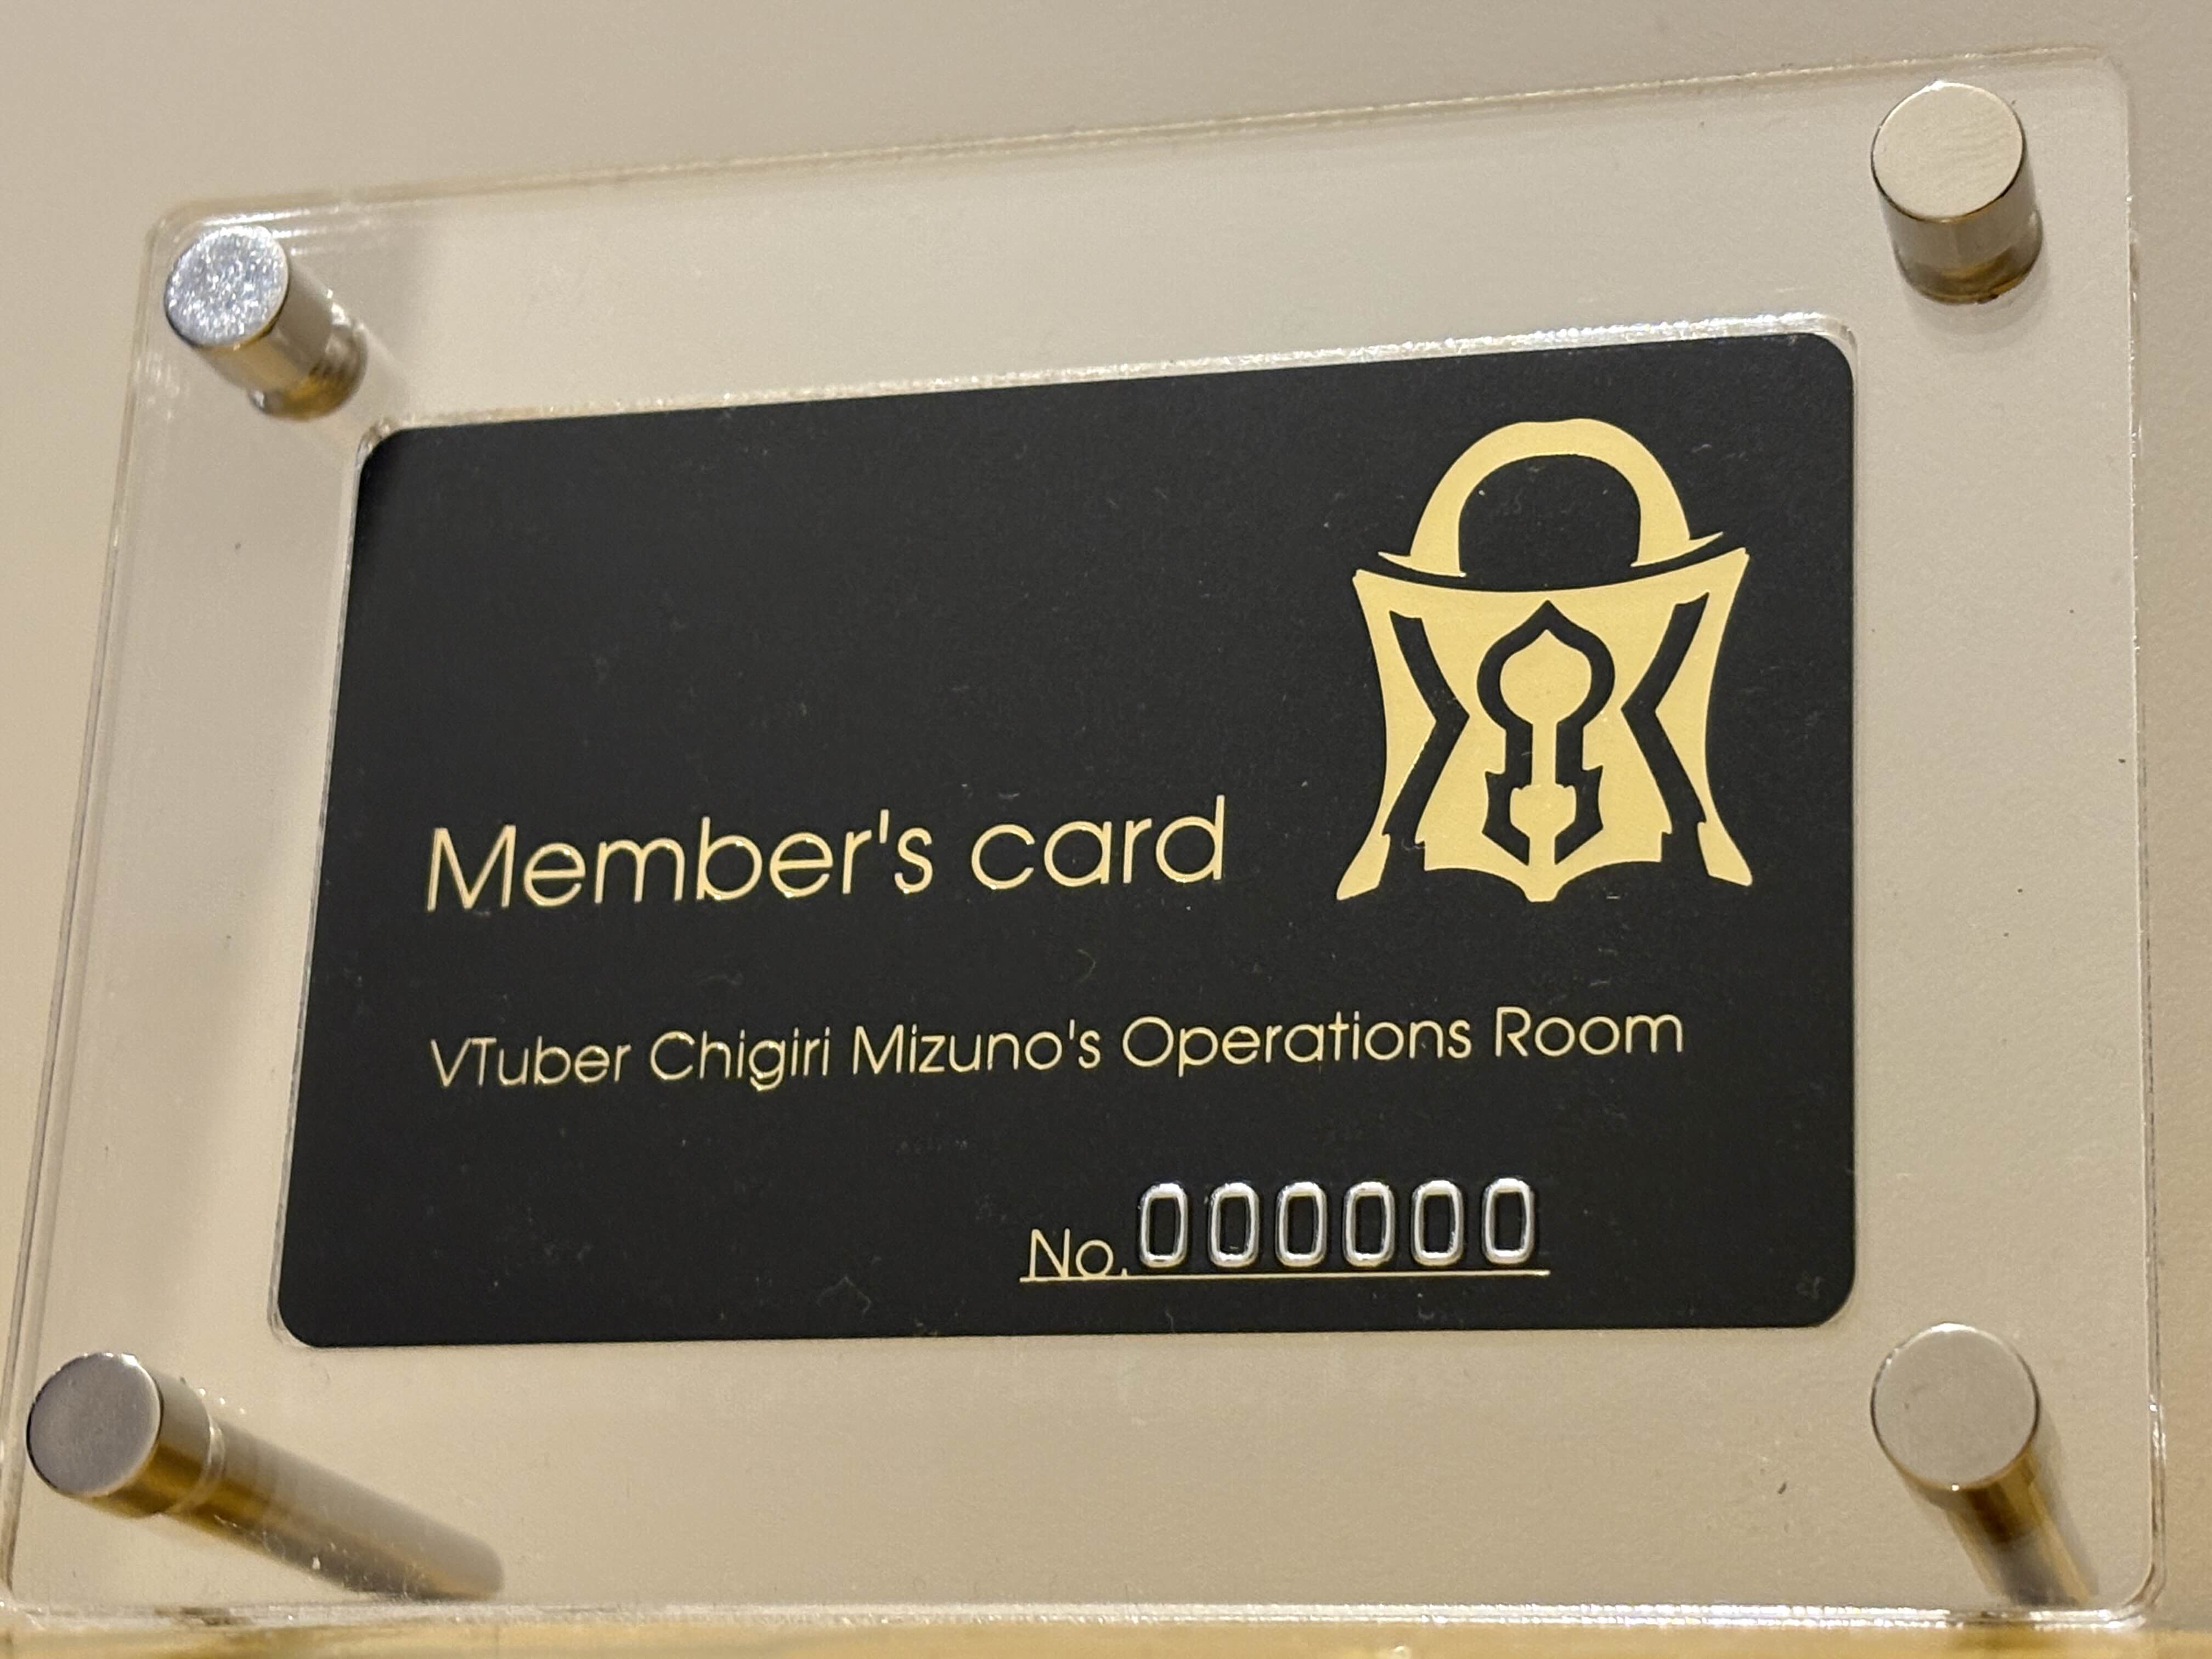 Member's card
VTuber Chigiri Mizuno's Operations Room
No.000000